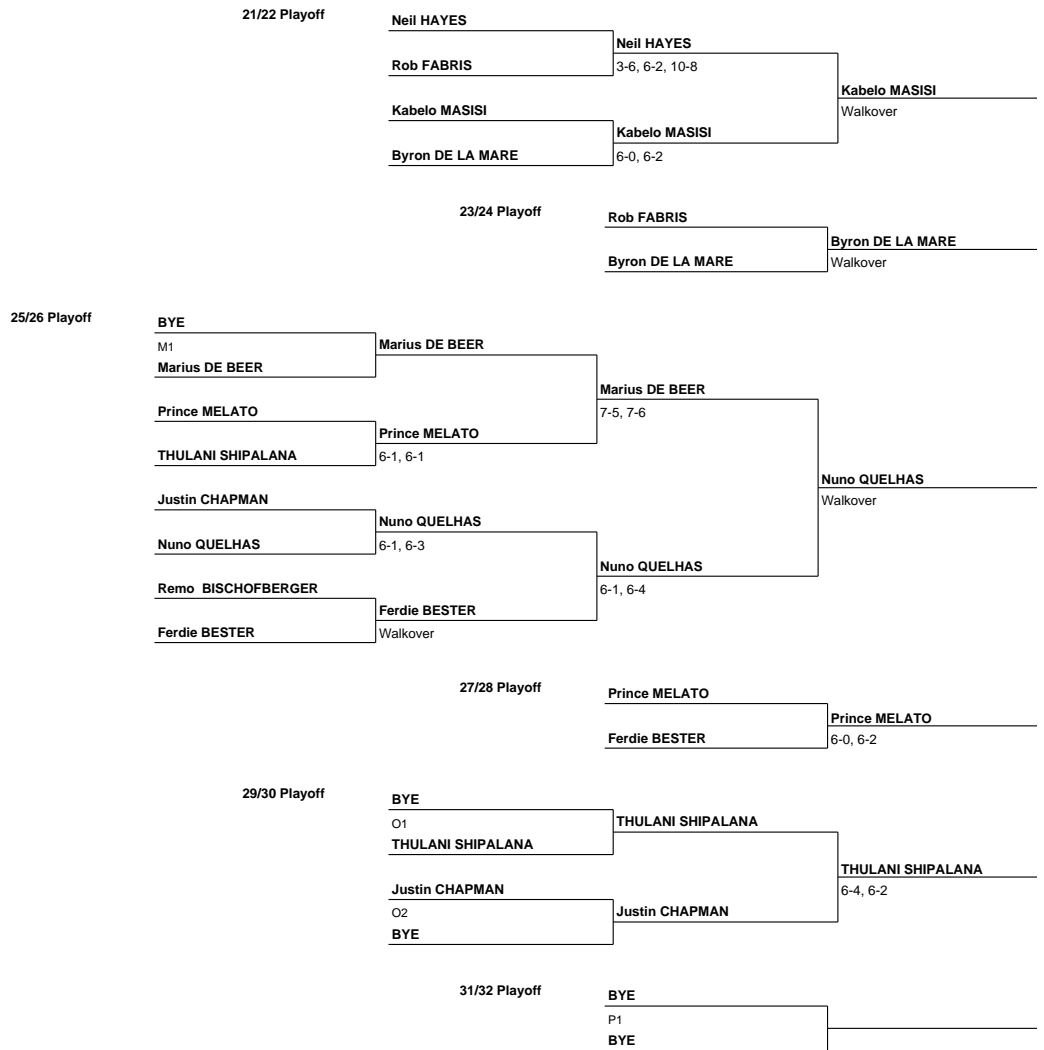 21/22 Playoff
Neil HAYES
Neil HAYES
Rob FABRIS
3-6, 6-2, 10-8
Kabelo MASISI
Kabelo MASISI
Walkover
Kabelo MASISI
Byron DE LA MARE
6-0, 6-2
23/24 Playoff
Rob FABRIS
Byron DE LA MARE
Byron DE LA MARE
Walkover
25/26 Playoff
BYE
M1
Marius DE BEER
Marius DE BEER
Marius DE BEER
Prince MELATO
7-5, 7-6
Prince MELATO
THULANI SHIPALANA
6-1, 6-1
Nuno QUELHAS
Justin CHAPMAN
Walkover
Nuno QUELHAS
Nuno QUELHAS
6-1, 6-3
Nuno QUELHAS
Remo  BISCHOFBERGER
6-1, 6-4
Ferdie BESTER
Ferdie BESTER
Walkover
27/28 Playoff
Prince MELATO
Prince MELATO
Ferdie BESTER
6-0, 6-2
29/30 Playoff
BYE
O1
THULANI SHIPALANA
THULANI SHIPALANA
THULANI SHIPALANA
Justin CHAPMAN
6-4, 6-2
O2
Justin CHAPMAN
BYE
31/32 Playoff
BYE
P1
BYE